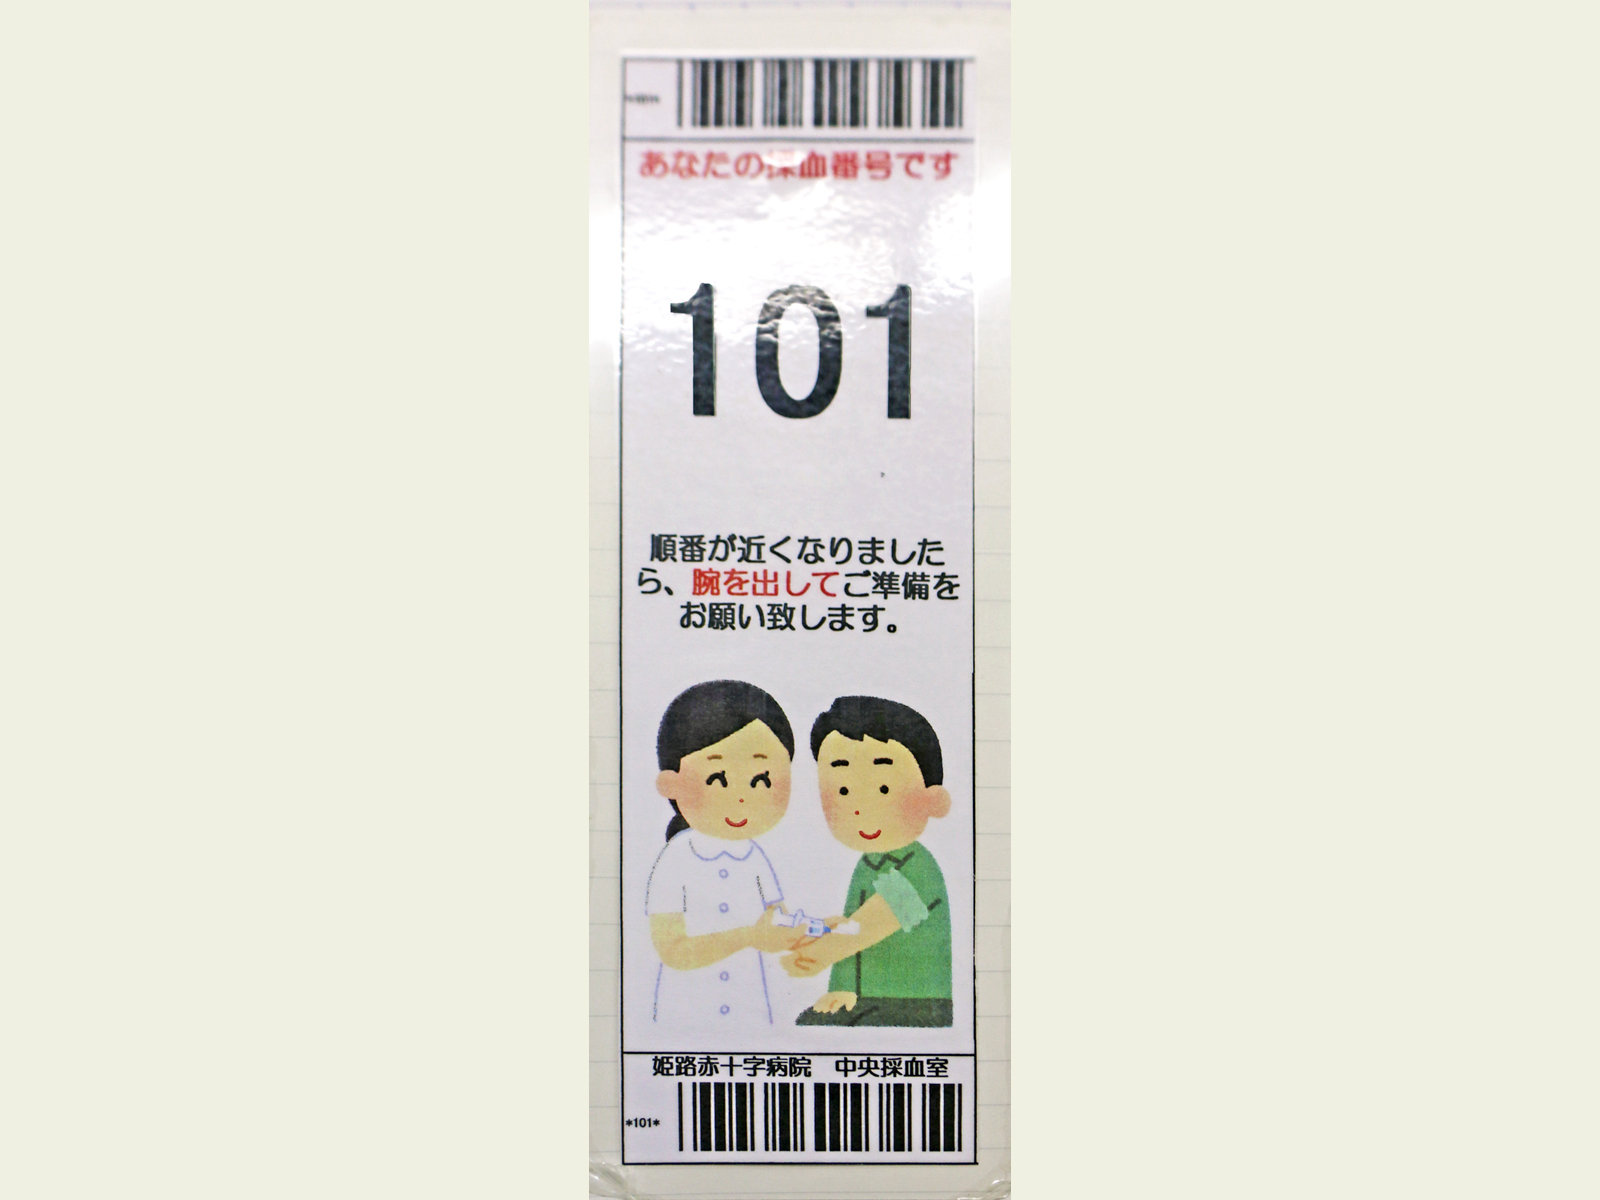 あなたの採血番号です
101
順番が近くなりました
ら、腕を出してご準備を
お願い致します。
姫路赤十字病院　中央採血室
*101*